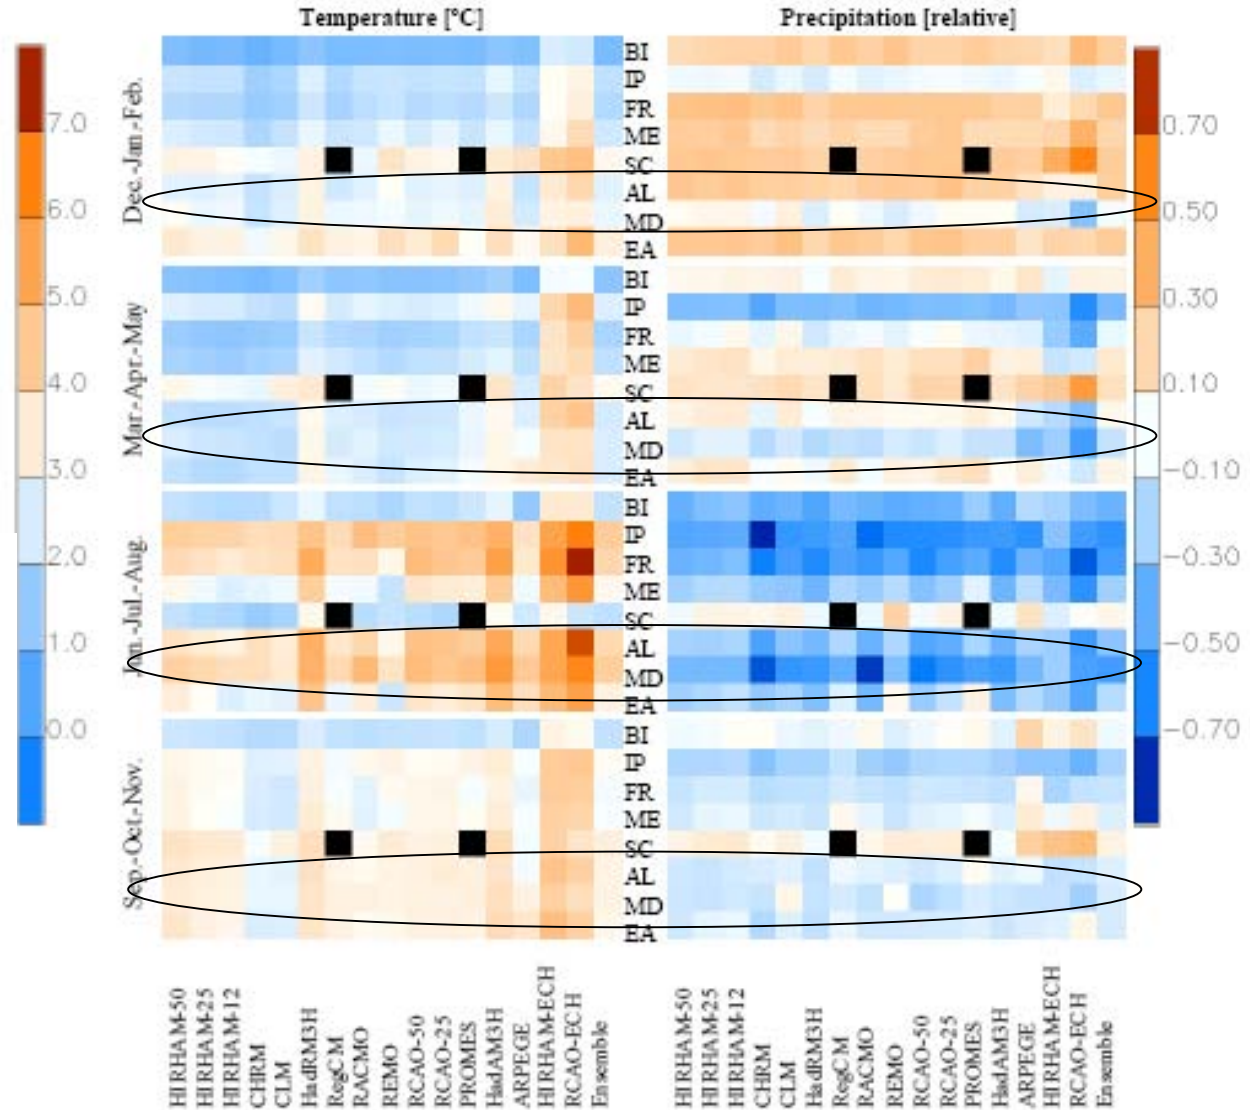 Temperature [°C]
Precipitation [relative]
7.0
6.0
5.0
4.0
3.0
2.0
1.0
0.0
Dec.-Jan.-Feb.
BI
IP
FR
ME
SC
AL
MD
EA
Mar.-Apr.-May
BI
IP
FR
ME
SC
AL
MD
EA
Jun.-Jul.-Aug.
BI
IP
FR
ME
SC
AL
MD
EA
Sep.-Oct.-Nov.
BI
IP
FR
ME
SC
AL
MD
EA
0.70
0.50
0.30
0.10
-0.10
-0.30
-0.50
-0.70
HIRHAM-50
HIRHAM-25
HIRHAM-12
CHRM
CLM
HadRM3H
RegCM
RACMO
REMO
RCAO-50
RCAO-25
PROMES
HadAM3H
ARPEGE
HIRHAM-ECH
RCAO-ECH
Ensemble
HIRHAM-50
HIRHAM-25
HIRHAM-12
CHRM
CLM
HadRM3H
RegCM
RACMO
REMO
RCAO-50
RCAO-25
PROMES
HadAM3H
ARPEGE
HIRHAM-ECH
RCAO-ECH
Ensemble